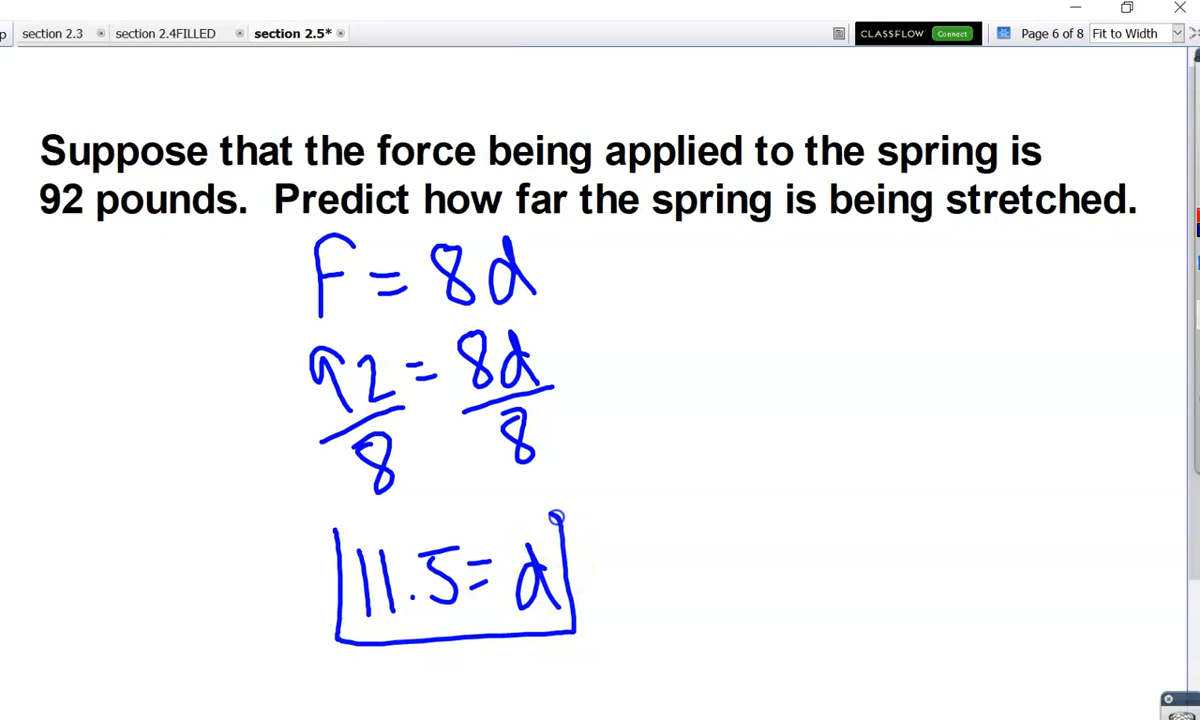 p section 2.3 section 2.4FILLED section 2.5* CLASSFLOW Connect Page 6 of 8 Fit to Width
Suppose that the force being applied to the spring is
92 pounds. Predict how far the spring is being stretched.
F = 8d
92 = 8d
8 8
11.5 = d